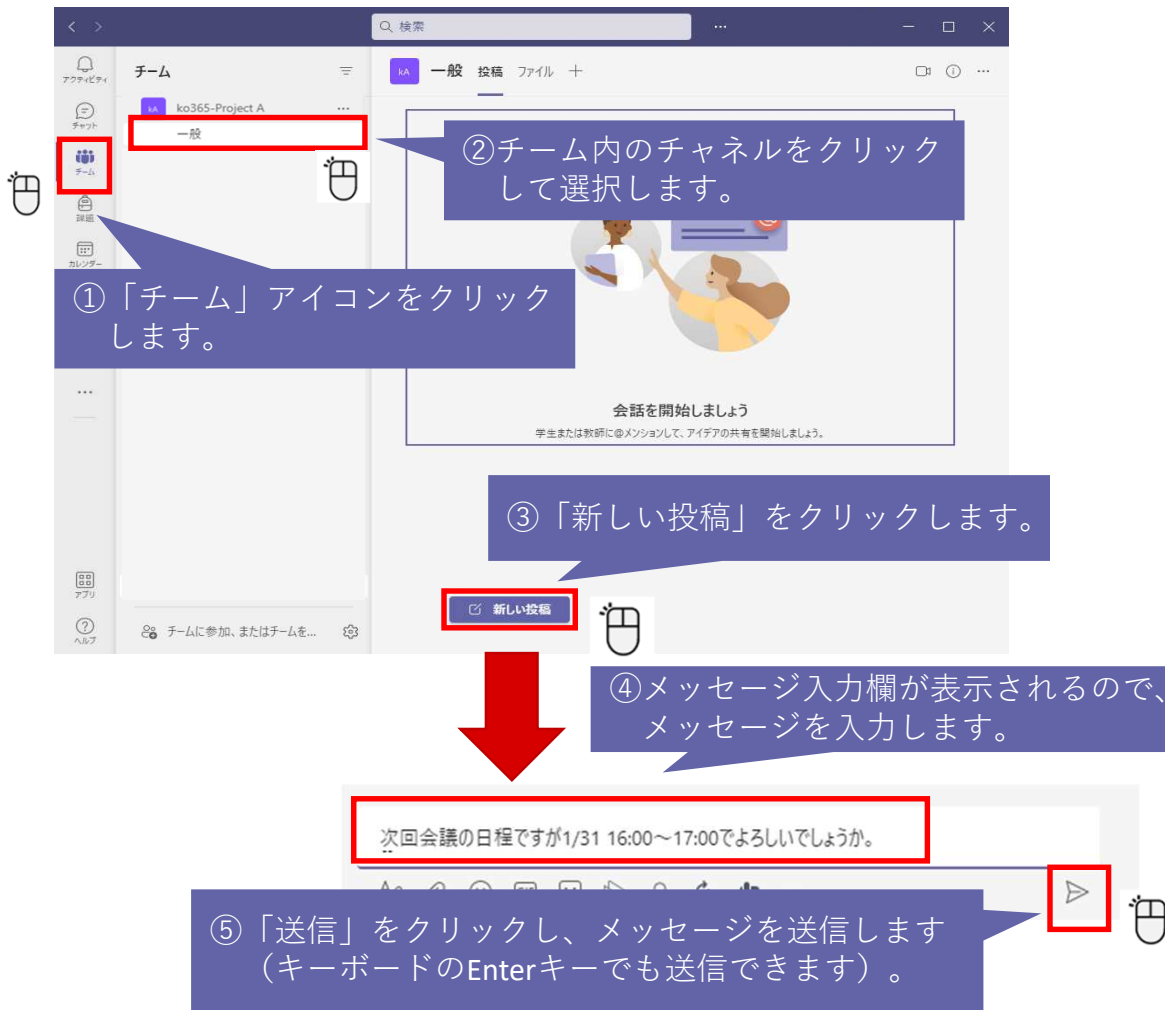 検索
アクティビティ
チーム
kA 一般 投稿 ファイル
チャット
kA ko365-Project A
一般
②チーム内のチャネルをクリック
して選択します。
チーム
課題
カレンダー
①「チーム」アイコンをクリック
します。
会話を開始しましょう
学生または教師に@メンションして、アイデアの共有を開始しましょう。
③「新しい投稿」をクリックします。
アプリ
新しい投稿
ヘルプ
チームに参加、またはチームを...
④メッセージ入力欄が表示されるので、
メッセージを入力します。
次回会議の日程ですが1/31 16:00～17:00でよろしいでしょうか。
⑤「送信」をクリックし、メッセージを送信します
（キーボードのEnterキーでも送信できます）。